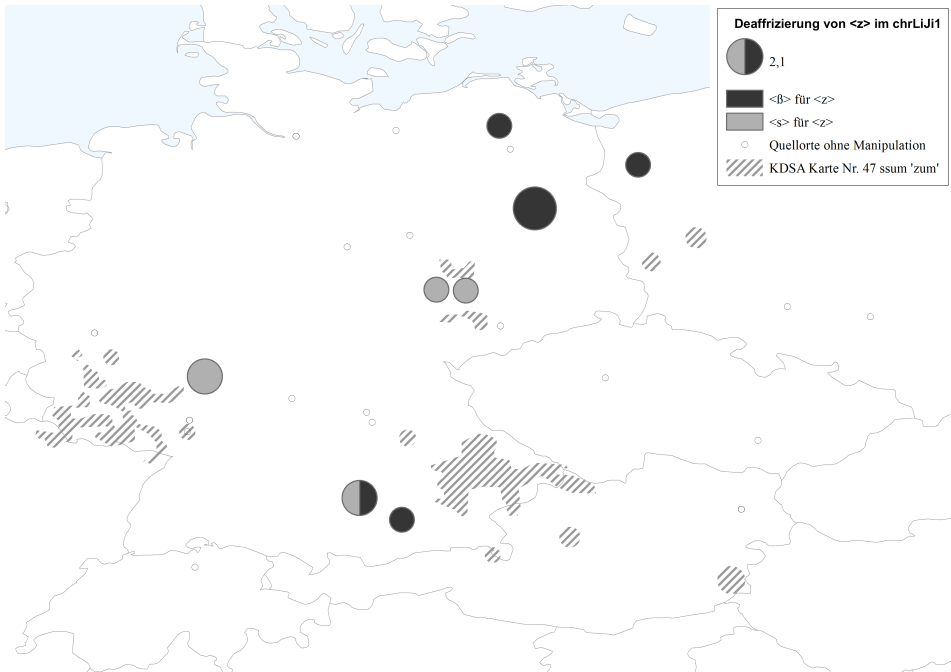 Deaffrizierung von <z> im chrLiJi1
2,1
<ß> für <z>
<s> für <z>
Quellorte ohne Manipulation
KDSA Karte Nr. 47 ssum 'zum'